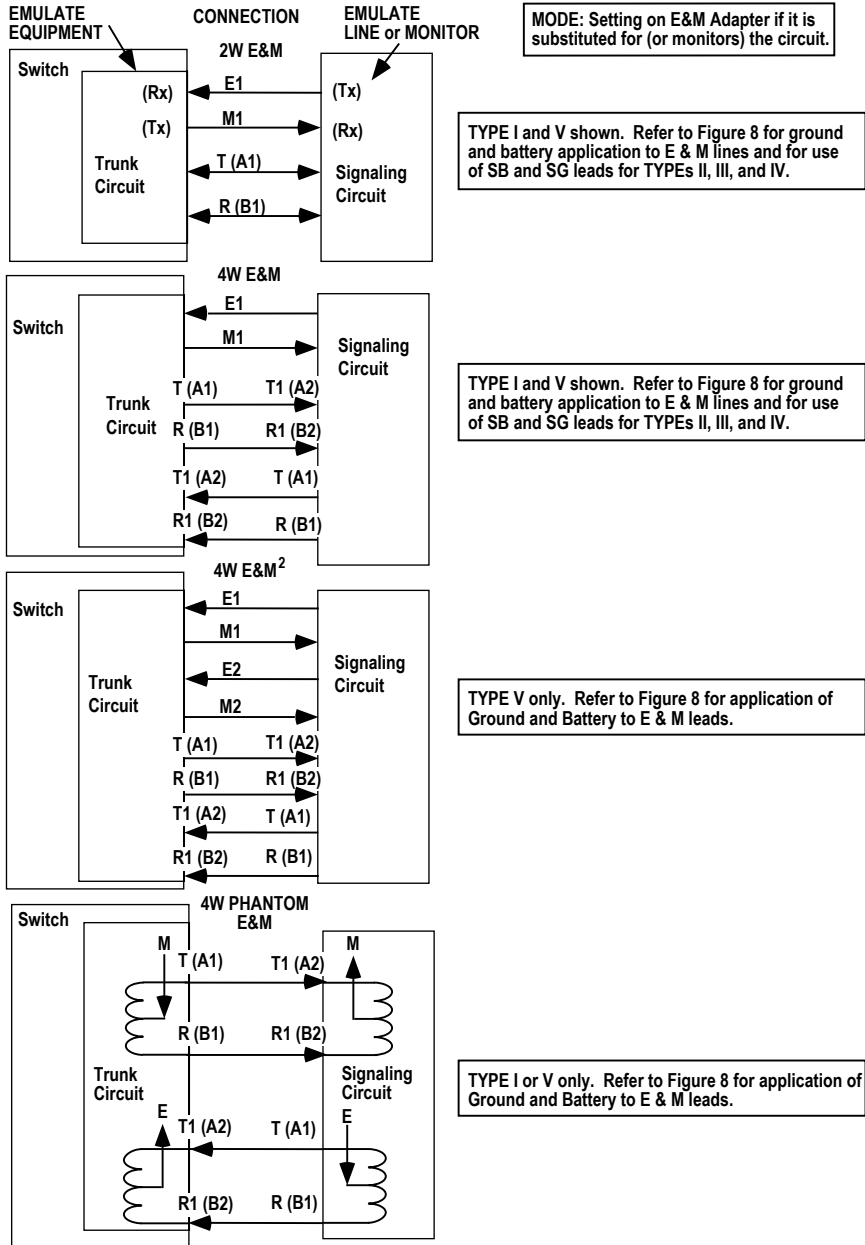 EMULATE
EQUIPMENT
CONNECTION
EMULATE
LINE or MONITOR
MODE: Setting on E&M Adapter if it is
substituted for (or monitors) the circuit.
2W E&M
Switch
(Rx)
E1
(Tx)
(Tx)
M1
(Rx)
Trunk
Circuit
T (A1)
Signaling
Circuit
R (B1)
TYPE I and V shown. Refer to Figure 8 for ground
and battery application to E & M lines and for use
of SB and SG leads for TYPEs II, III, and IV.
4W E&M
Switch
E1
M1
Signaling
Circuit
Trunk
Circuit
T (A1)
T1 (A2)
R (B1)
R1 (B2)
T1 (A2)
T (A1)
R1 (B2)
R (B1)
TYPE I and V shown. Refer to Figure 8 for ground
and battery application to E & M lines and for use
of SB and SG leads for TYPEs II, III, and IV.
4W E&M2
Switch
E1
M1
E2
M2
Trunk
Circuit
Signaling
Circuit
T (A1)
T1 (A2)
R (B1)
R1 (B2)
T1 (A2)
T (A1)
R1 (B2)
R (B1)
TYPE V only. Refer to Figure 8 for application of
Ground and Battery to E & M leads.
4W PHANTOM
E&M
Switch
M
T (A1)
T1 (A2)
M
R (B1)
R1 (B2)
Trunk
Circuit
Signaling
Circuit
E
T1 (A2)
T (A1)
E
R1 (B2)
R (B1)
TYPE I or V only. Refer to Figure 8 for application of
Ground and Battery to E & M leads.